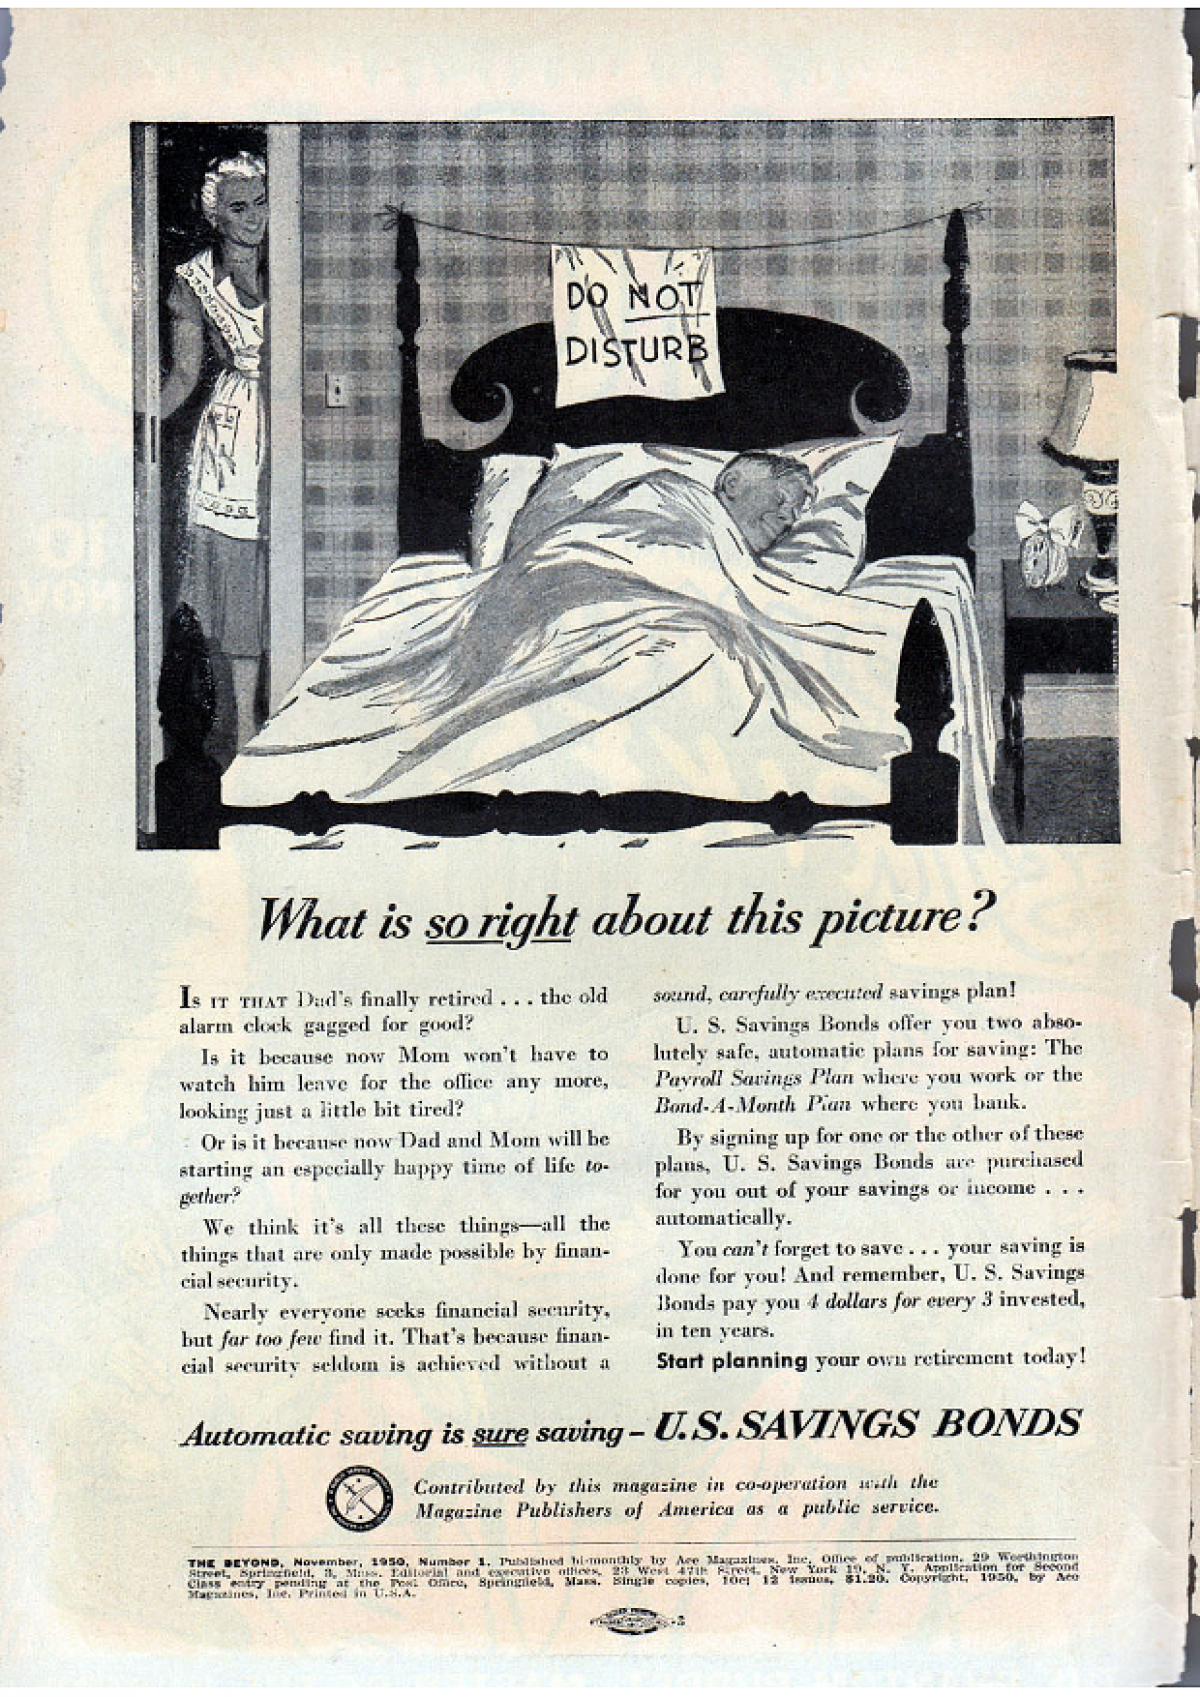 DO NOT
DISTURB
What is so right about this picture?
Is it that Dad's finally retired . . . the old
alarm clock gagged for good?
Is it because now Mom won't have to
watch him leave for the office any more,
looking just a little bit tired?
Or is it because now Dad and Mom will be
starting an especially happy time of life to-
gether?
We think it's all these things—all the
things that are only made possible by finan-
cial security.
Nearly everyone seeks financial security,
but far too few find it. That's because finan-
cial security seldom is achieved without a
sound, carefully executed savings plan!
U. S. Savings Bonds offer you two abso-
lutely safe, automatic plans for saving: The
Payroll Savings Plan where you work or the
Bond-A-Month Plan where you bank.
By signing up for one or the other of these
plans, U. S. Savings Bonds are purchased
for you out of your savings or income . . .
automatically.
You can't forget to save . . . your saving is
done for you! And remember, U. S. Savings
Bonds pay you 4 dollars for every 3 invested,
in ten years.
Start planning your own retirement today!
Automatic saving is sure saving – U.S. SAVINGS BONDS
Contributed by this magazine in co-operation with the
Magazine Publishers of America as a public service.
THE BEYOND, November, 1950, Number 1. Published bi-monthly by Ace Magazines, Inc. Office of publication, 29 Worthington
Street, Springfield, 3, Mass. Editorial and executive offices, 23 West 47th Street, New York 19, N. Y. Application for Second
Class entry pending at the Post Office, Springfield, Mass. Single copies, 10c; 12 issues, $1.20. Copyright, 1950, by Ace
Magazines, Inc. Printed in U.S.A.